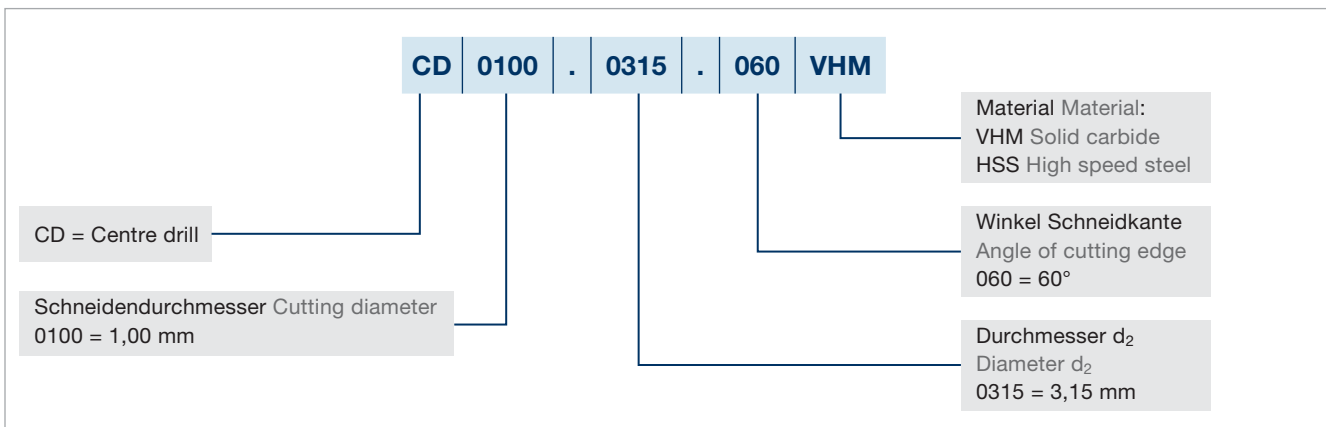 CD 0100 . 0315 . 060 VHM
Material Material:
VHM Solid carbide
HSS High speed steel
CD = Centre drill
Winkel Schneidkante
Angle of cutting edge
060 = 60°
Schneidendurchmesser Cutting diameter
0100 = 1,00 mm
Durchmesser d₂
Diameter d₂
0315 = 3,15 mm